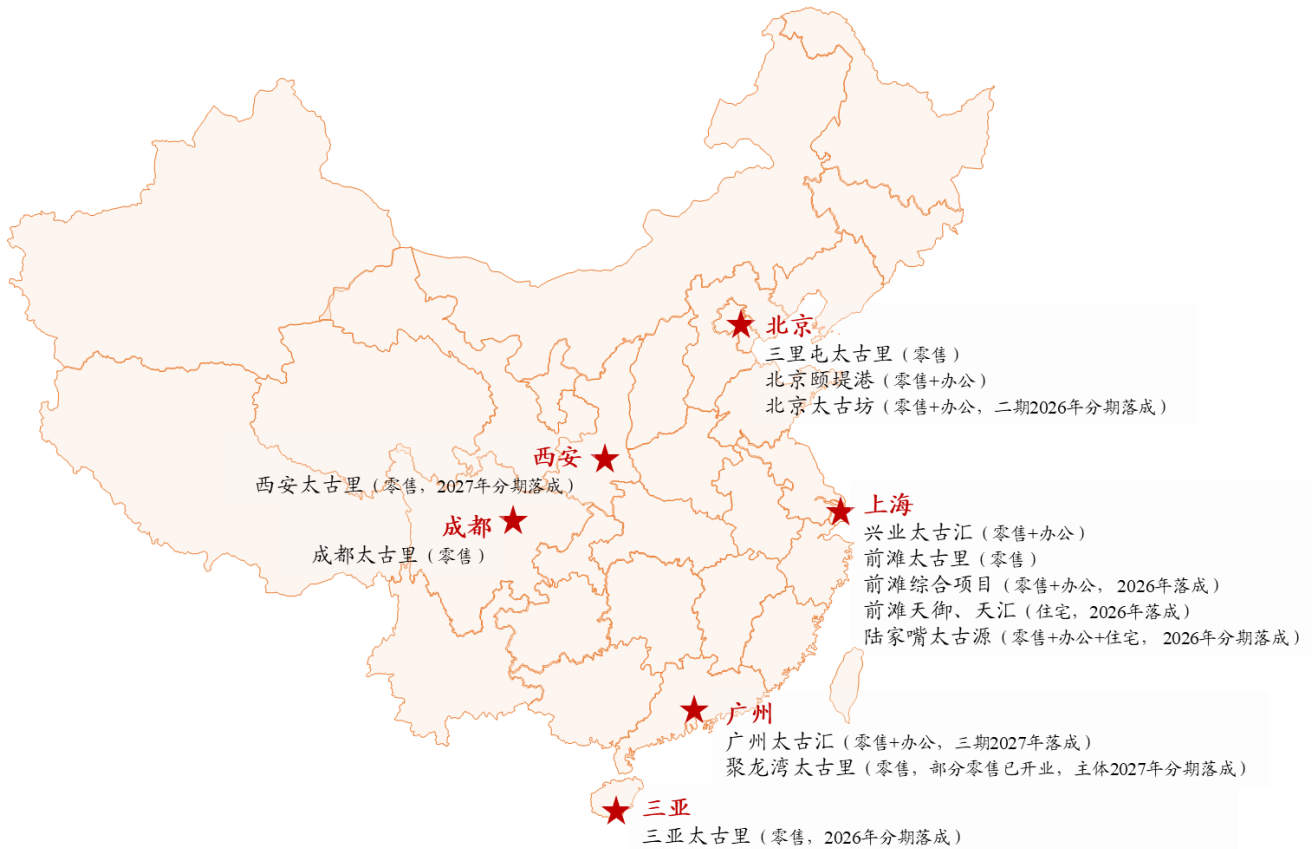 北京
三里屯太古里（零售）
北京颐堤港（零售+办公）
北京太古坊（零售+办公，二期2026年分期落成）
西安
西安太古里（零售，2027年分期落成）
成都
成都太古里（零售）
上海
兴业太古汇（零售+办公）
前滩太古里（零售）
前滩综合项目（零售+办公，2026年落成）
前滩天御、天汇（住宅，2026年落成）
陆家嘴太古源（零售+办公+住宅， 2026年分期落成）
广州
广州太古汇（零售+办公，三期2027年落成）
聚龙湾太古里（零售，部分零售已开业，主体2027年分期落成）
三亚
三亚太古里（零售，2026年分期落成）